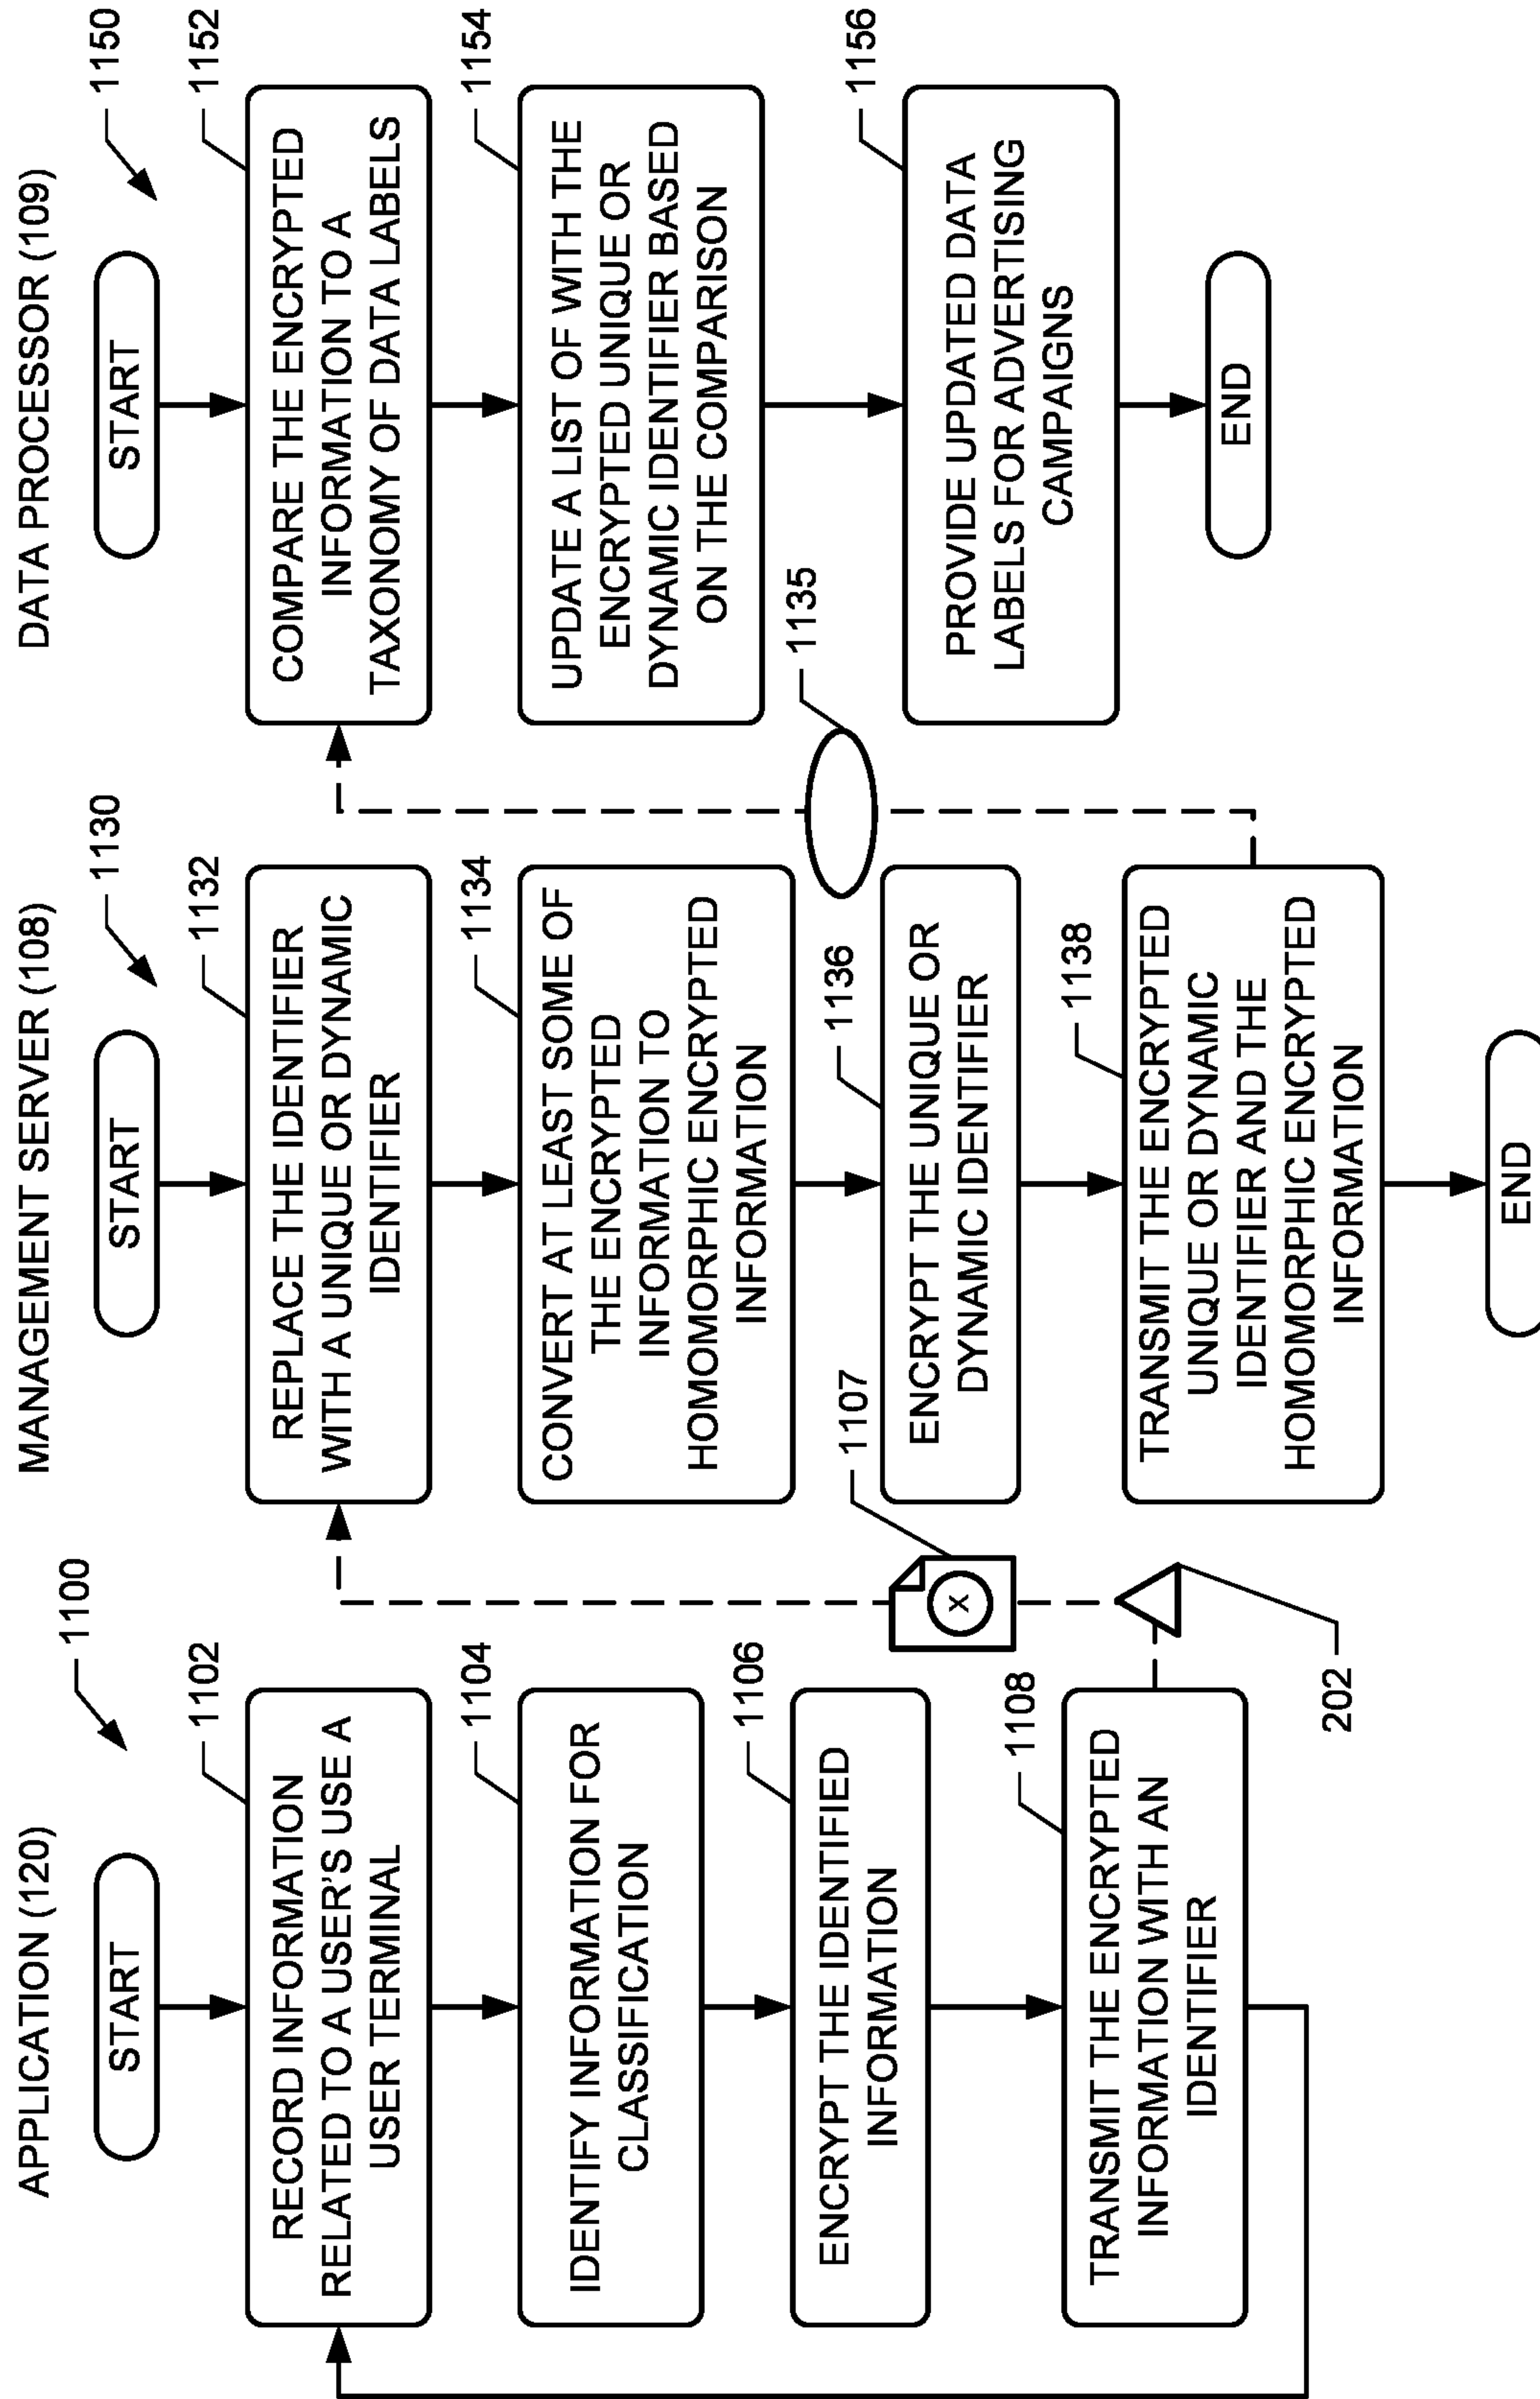 APPLICATION (120)
1100
START
1102
RECORD INFORMATION
RELATED TO A USER'S USE A
USER TERMINAL
1104
IDENTIFY INFORMATION FOR
CLASSIFICATION
1106
ENCRYPT THE IDENTIFIED
INFORMATION
1108
TRANSMIT THE ENCRYPTED
INFORMATION WITH AN
IDENTIFIER
202
1107
X
MANAGEMENT SERVER (108)
1130
START
1132
REPLACE THE IDENTIFIER
WITH A UNIQUE OR DYNAMIC
IDENTIFIER
1134
CONVERT AT LEAST SOME OF
THE ENCRYPTED
INFORMATION TO
HOMOMORPHIC ENCRYPTED
INFORMATION
1136
ENCRYPT THE UNIQUE OR
DYNAMIC IDENTIFIER
1138
TRANSMIT THE ENCRYPTED
UNIQUE OR DYNAMIC
IDENTIFIER AND THE
HOMOMORPHIC ENCRYPTED
INFORMATION
END
1135
DATA PROCESSOR (109)
1150
START
1152
COMPARE THE ENCRYPTED
INFORMATION TO A
TAXONOMY OF DATA LABELS
1154
UPDATE A LIST OF WITH THE
ENCRYPTED UNIQUE OR
DYNAMIC IDENTIFIER BASED
ON THE COMPARISON
1156
PROVIDE UPDATED DATA
LABELS FOR ADVERTISING
CAMPAIGNS
END